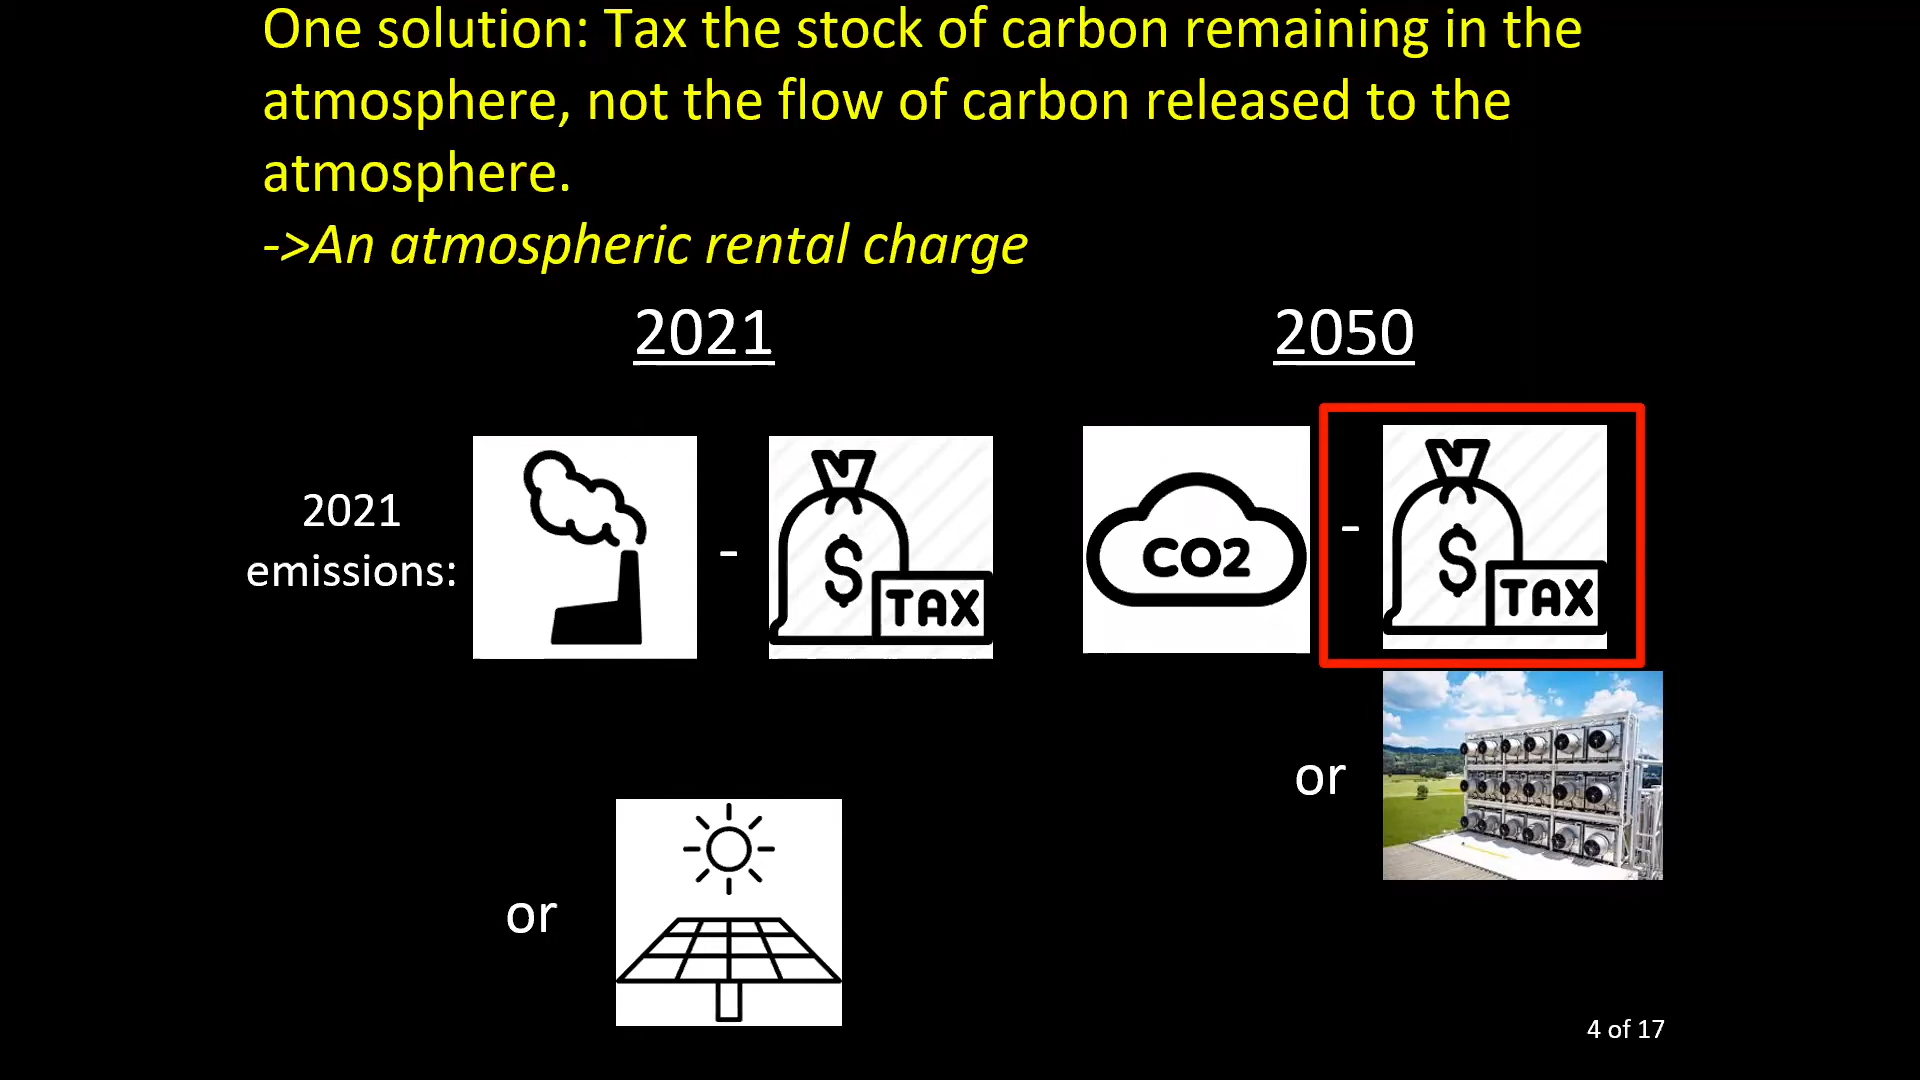 One solution: Tax the stock of carbon remaining in the
atmosphere, not the flow of carbon released to the
atmosphere.
->An atmospheric rental charge
2021
2050
2021
emissions:
-
$
TAX
CO2
-
$
TAX
or
or
4 of 17